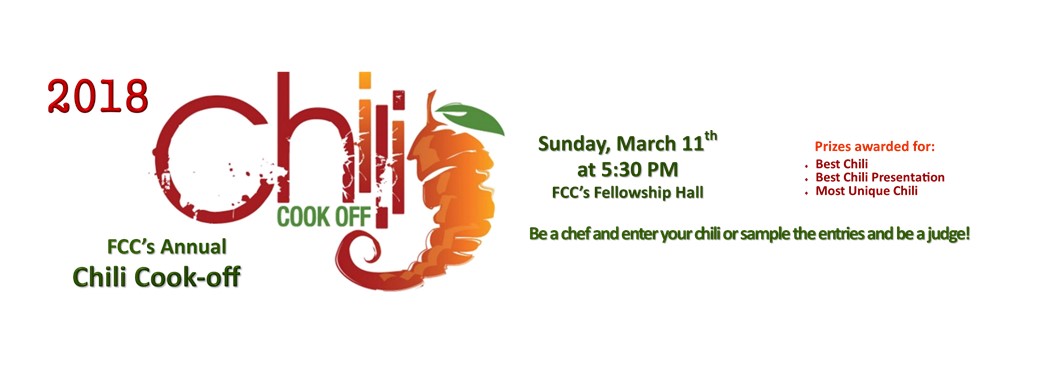 2018
Chili
COOK OFF
FCC’s Annual
Chili Cook-off
Sunday, March 11th
at 5:30 PM
FCC’s Fellowship Hall
Prizes awarded for:
• Best Chili
• Best Chili Presentation
• Most Unique Chili
Be a chef and enter your chili or sample the entries and be a judge!